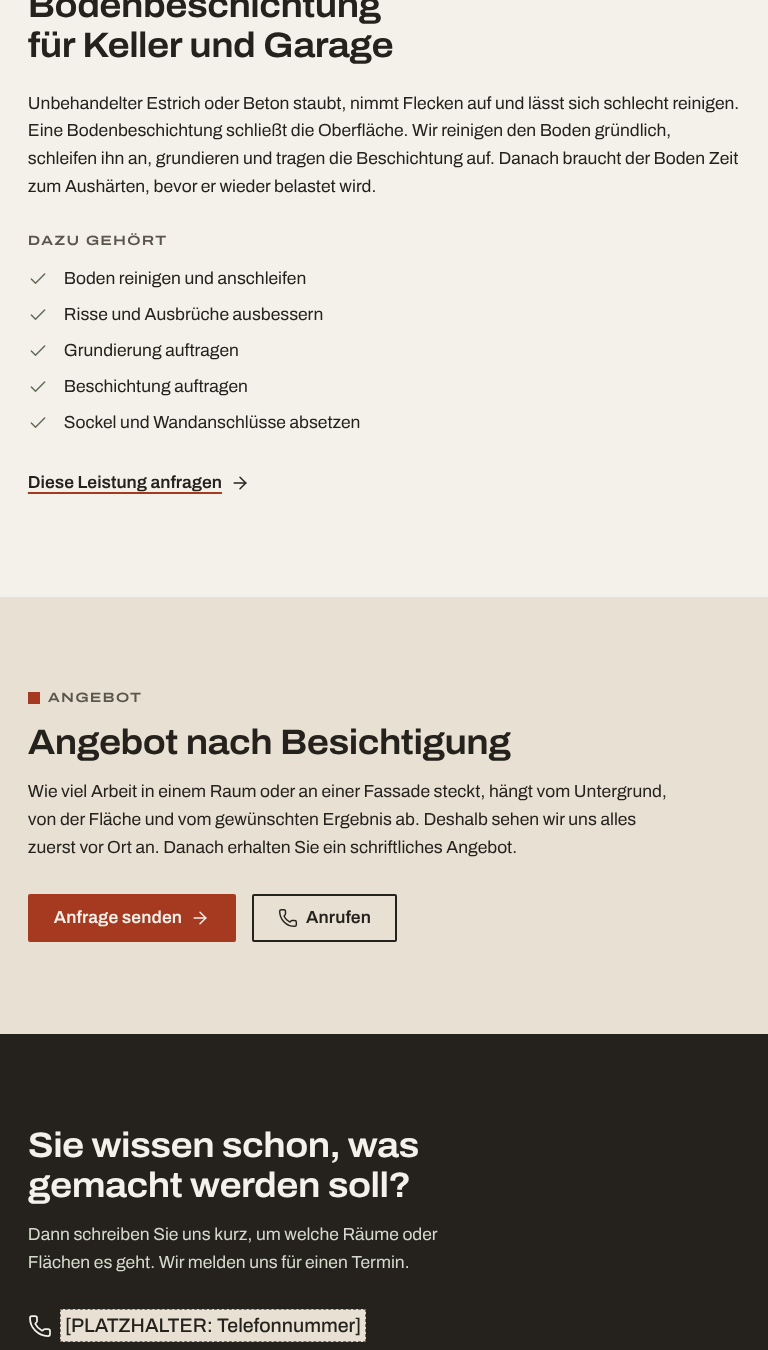 Bodenbeschichtung
für Keller und Garage
Unbehandelter Estrich oder Beton staubt, nimmt Flecken auf und lässt sich schlecht reinigen.
Eine Bodenbeschichtung schließt die Oberfläche. Wir reinigen den Boden gründlich,
schleifen ihn an, grundieren und tragen die Beschichtung auf. Danach braucht der Boden Zeit
zum Aushärten, bevor er wieder belastet wird.
DAZU GEHÖRT
Boden reinigen und anschleifen
Risse und Ausbrüche ausbessern
Grundierung auftragen
Beschichtung auftragen
Sockel und Wandanschlüsse absetzen
Diese Leistung anfragen
ANGEBOT
Angebot nach Besichtigung
Wie viel Arbeit in einem Raum oder an einer Fassade steckt, hängt vom Untergrund,
von der Fläche und vom gewünschten Ergebnis ab. Deshalb sehen wir uns alles
zuerst vor Ort an. Danach erhalten Sie ein schriftliches Angebot.
Anfrage senden
Anrufen
Sie wissen schon, was
gemacht werden soll?
Dann schreiben Sie uns kurz, um welche Räume oder
Flächen es geht. Wir melden uns für einen Termin.
[PLATZHALTER: Telefonnummer]